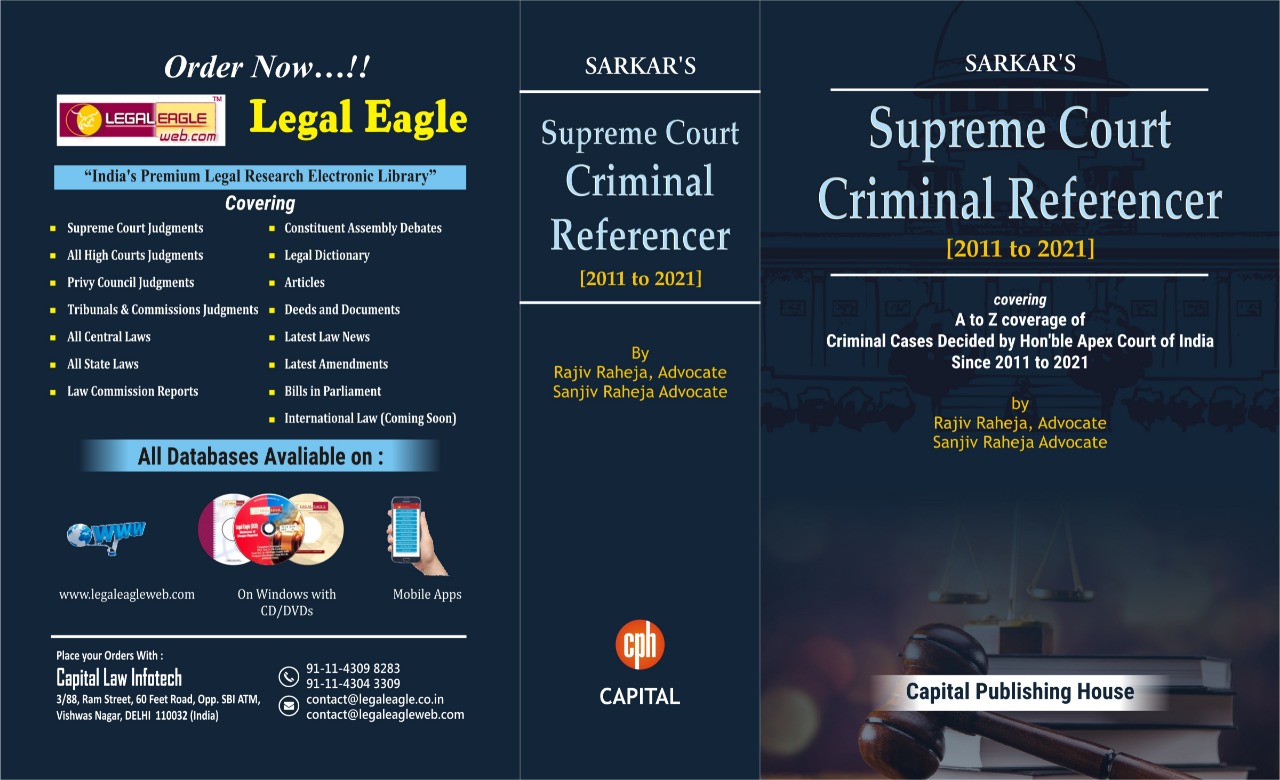 Order Now...!!
LEGAL EAGLE
web.com
TM
Legal Eagle
“India's Premium Legal Research Electronic Library”
Covering
Supreme Court Judgments
All High Courts Judgments
Privy Council Judgments
Tribunals & Commissions Judgments
All Central Laws
All State Laws
Law Commission Reports
Constituent Assembly Debates
Legal Dictionary
Articles
Deeds and Documents
Latest Law News
Latest Amendments
Bills in Parliament
International Law (Coming Soon)
All Databases Avaliable on :
WWW
www.legaleagleweb.com
On Windows with
CD/DVDs
Mobile Apps
Place your Orders With :
Capital Law Infotech
3/88, Ram Street, 60 Feet Road, Opp. SBI ATM,
Vishwas Nagar, DELHI 110032 (India)
91-11-4309 8283
91-11-4304 3309
contact@legaleagle.co.in
contact@legaleagleweb.com
SARKAR'S
Supreme Court
Criminal
Referencer
[2011 to 2021]
By
Rajiv Raheja, Advocate
Sanjiv Raheja Advocate
cph
CAPITAL
SARKAR'S
Supreme Court
Criminal Referencer
[2011 to 2021]
covering
A to Z coverage of
Criminal Cases Decided by Hon'ble Apex Court of India
Since 2011 to 2021
by
Rajiv Raheja, Advocate
Sanjiv Raheja Advocate
Capital Publishing House